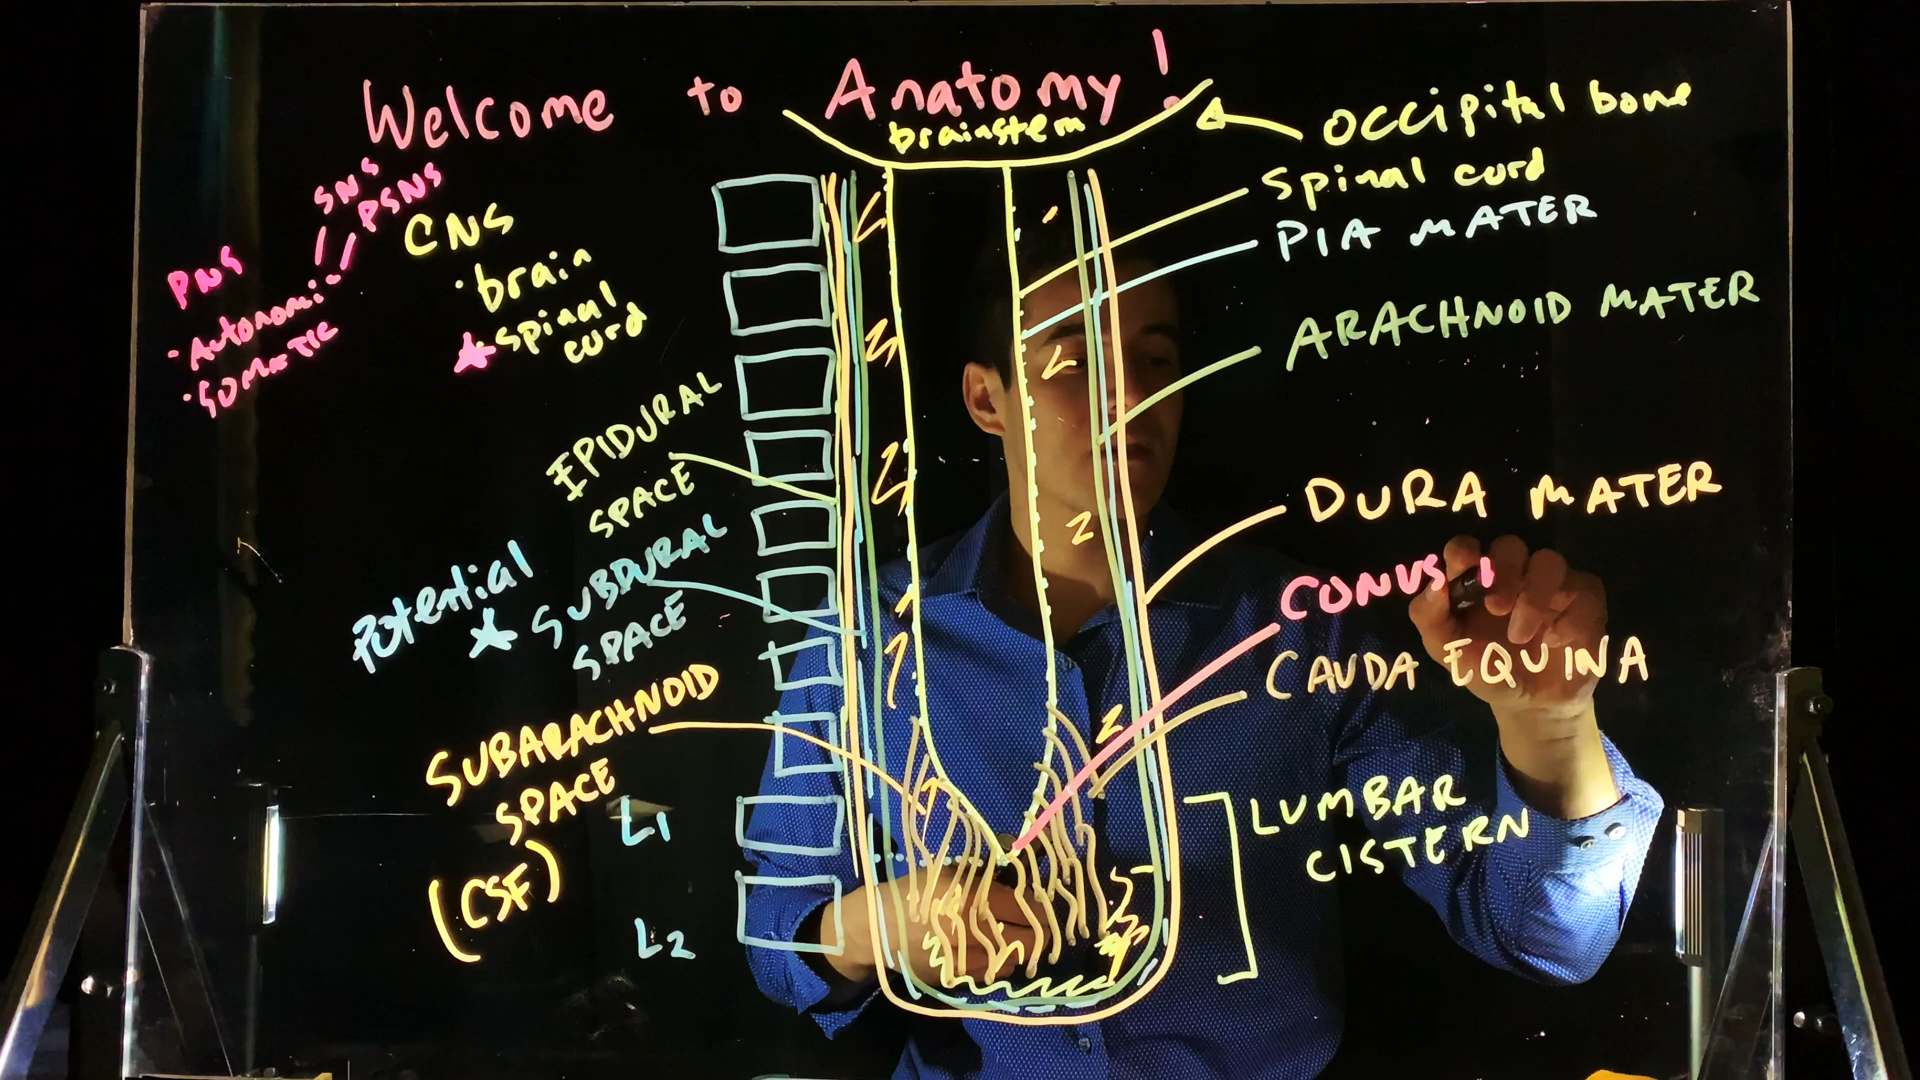 Welcome to Anatomy!
brainstem
occipital bone
Spinal cord
PIA MATER
ARACHNOID MATER
DURA MATER
CONUS
CAUDA EQUINA
LUMBAR
CISTERN
SNS
PSNS
PNS
· Autonomic
· SOMATIC
CNS
· brain
spinal
cord
EPIDURAL
SPACE
Potential
SUBDURAL
SPACE
SUBARACHNOID
SPACE
(CSF)
L1
L2